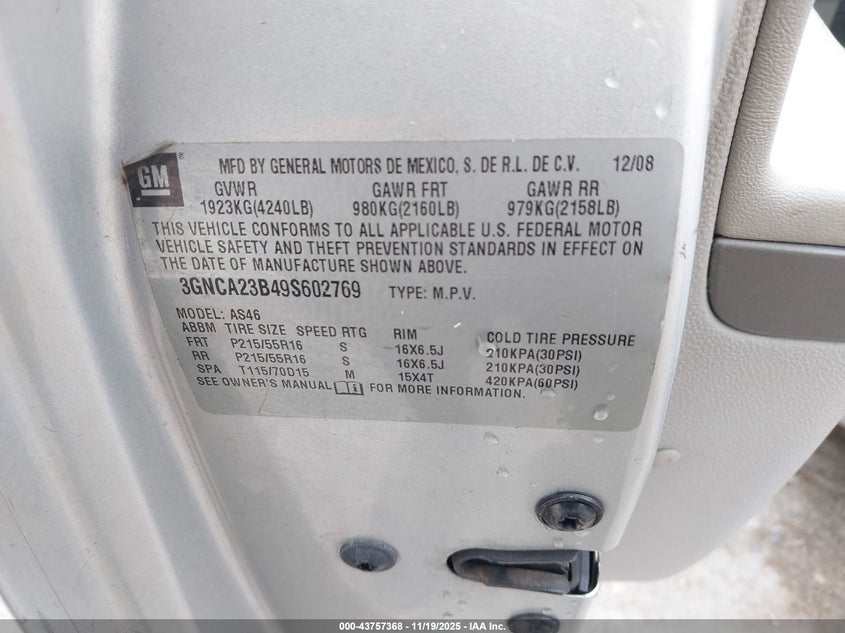 GM ® MFD BY GENERAL MOTORS DE MEXICO, S. DE R.L. DE C.V. 12/08
GVWR GAWR FRT GAWR RR
1923KG(4240LB) 980KG(2160LB) 979KG(2158LB)
THIS VEHICLE CONFORMS TO ALL APPLICABLE U.S. FEDERAL MOTOR
VEHICLE SAFETY AND THEFT PREVENTION STANDARDS IN EFFECT ON
THE DATE OF MANUFACTURE SHOWN ABOVE.
3GNCA23B49S602769 TYPE: M.P.V.
MODEL: AS46
ABBM TIRE SIZE SPEED RTG RIM COLD TIRE PRESSURE
FRT P215/55R16 S 16X6.5J 210KPA(30PSI)
RR P215/55R16 S 16X6.5J 210KPA(30PSI)
SPA T115/70D15 M 15X4T 420KPA(60PSI)
SEE OWNER'S MANUAL FOR MORE INFORMATION.
000-43757368 - 11/19/2025 - IAA Inc.